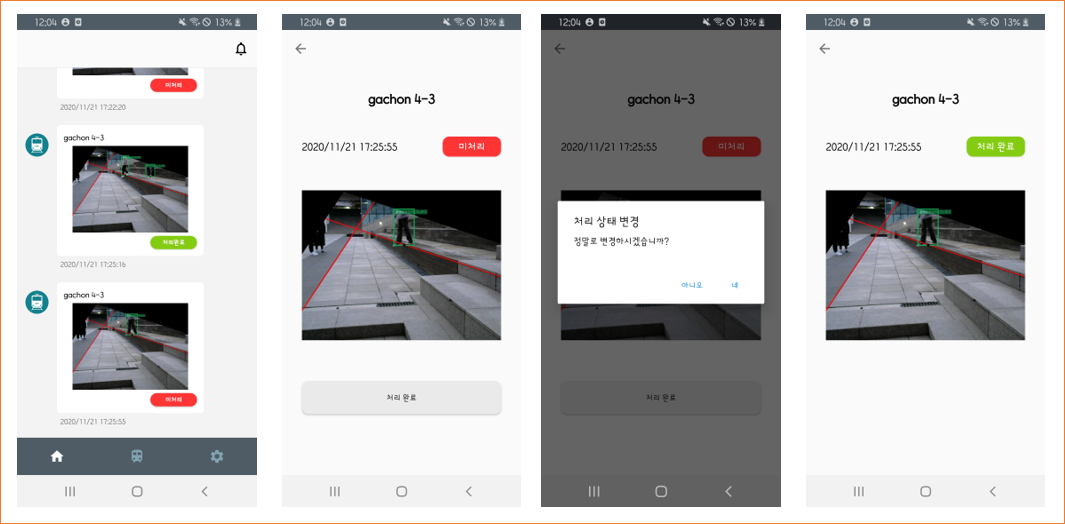 12:04
13%
미처리
2020/11/21 17:22:20
gachon 4-3
처리완료
2020/11/21 17:25:16
gachon 4-3
미처리
2020/11/21 17:25:55
12:04
13%
gachon 4-3
2020/11/21 17:25:55
미처리
처리 완료
12:04
13%
gachon 4-3
2020/11/21 17:25:55
미처리
처리 상태 변경
정말로 변경하시겠습니까?
아니오
네
처리 완료
12:04
13%
gachon 4-3
2020/11/21 17:25:55
처리 완료